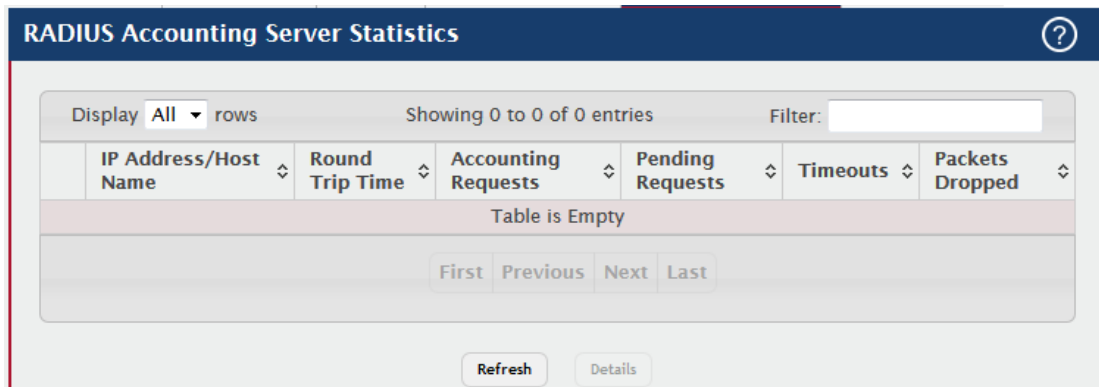 RADIUS Accounting Server Statistics ?
Display All rows Showing 0 to 0 of 0 entries Filter:
IP Address/Host Name Round Trip Time Accounting Requests Pending Requests Timeouts Packets Dropped
Table is Empty
First Previous Next Last
Refresh Details